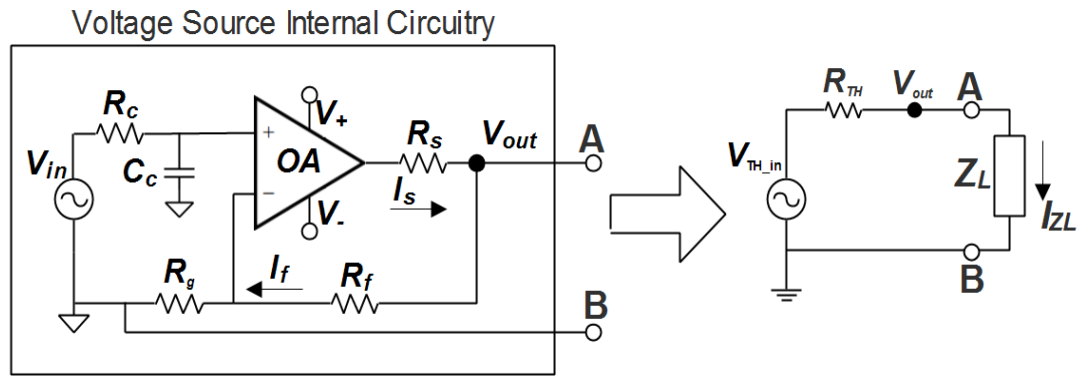 Voltage Source Internal Circuitry
Rc
V+
Rs
Vout
A
Vin
Cc
+
OA
-
Is
V-
Rg
If
Rf
B
RTH
Vout
A
VTH_in
ZL
IZL
B